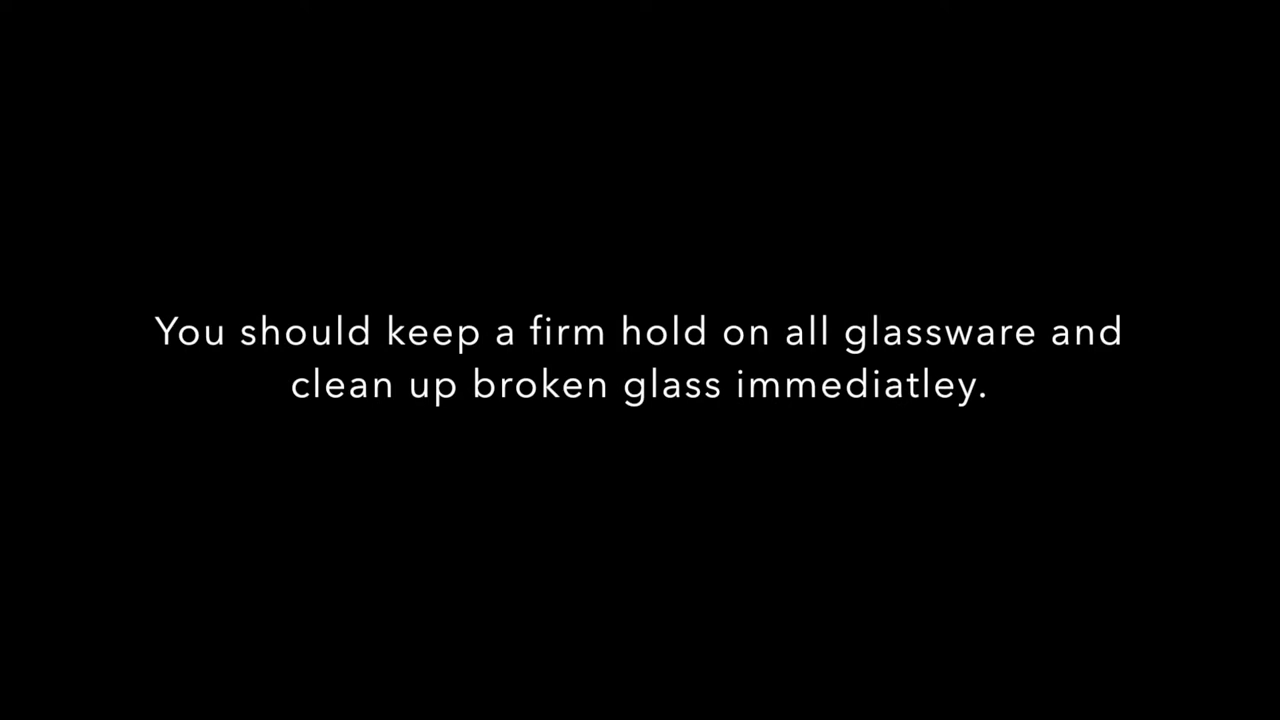 You should keep a firm hold on all glassware and
clean up broken glass immediatley.